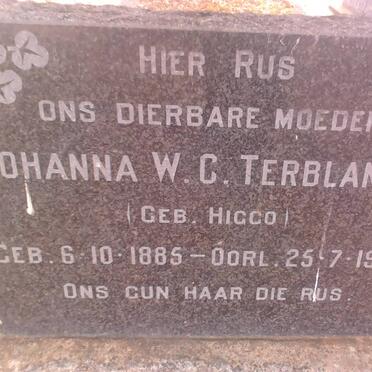 HIER RUS
ONS DIERBARE MOEDER
OHANNA W. C. TERBLAN
(GEB. HIGGO)
GEB. 6-10-1885 – OORL. 25-7-19
ONS GUN HAAR DIE RUS.